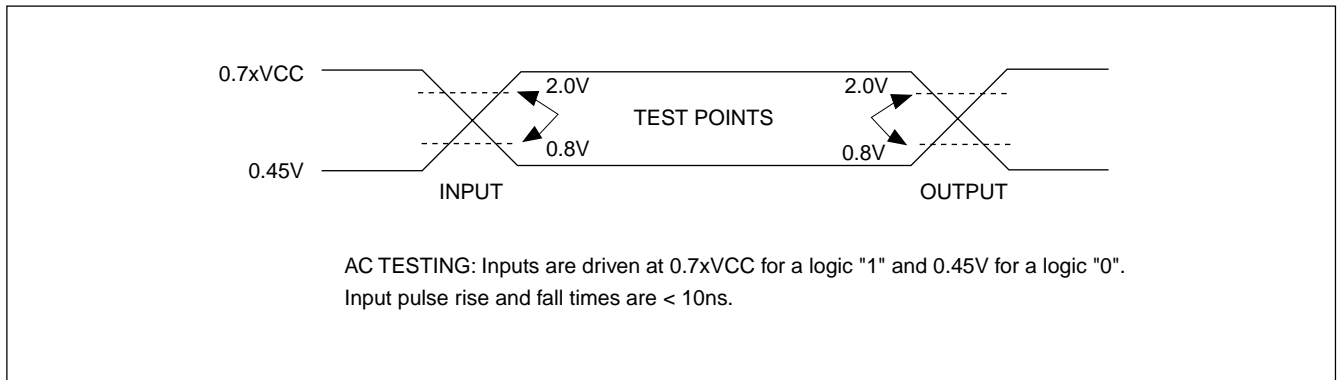 0.7xVCC
2.0V
2.0V
TEST POINTS
0.8V
0.8V
0.45V
INPUT
OUTPUT
AC TESTING: Inputs are driven at 0.7xVCC for a logic "1" and 0.45V for a logic "0".
Input pulse rise and fall times are < 10ns.